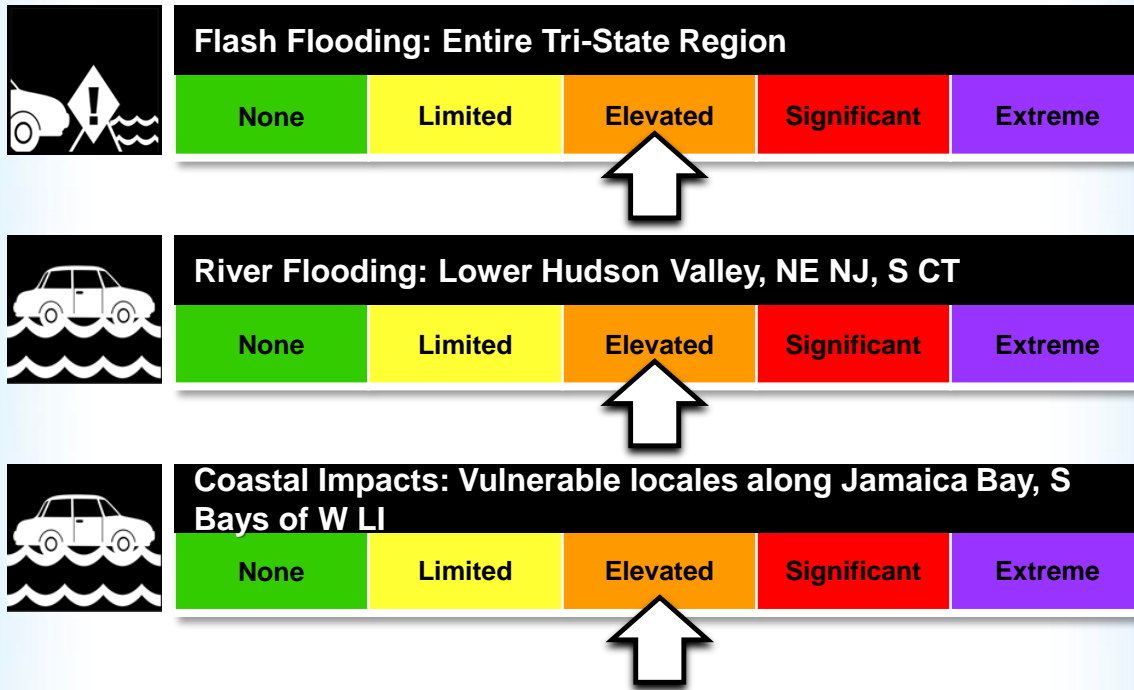 Flash Flooding: Entire Tri-State Region
None Limited Elevated Significant Extreme
River Flooding: Lower Hudson Valley, NE NJ, S CT
None Limited Elevated Significant Extreme
Coastal Impacts: Vulnerable locales along Jamaica Bay, S
Bays of W LI
None Limited Elevated Significant Extreme